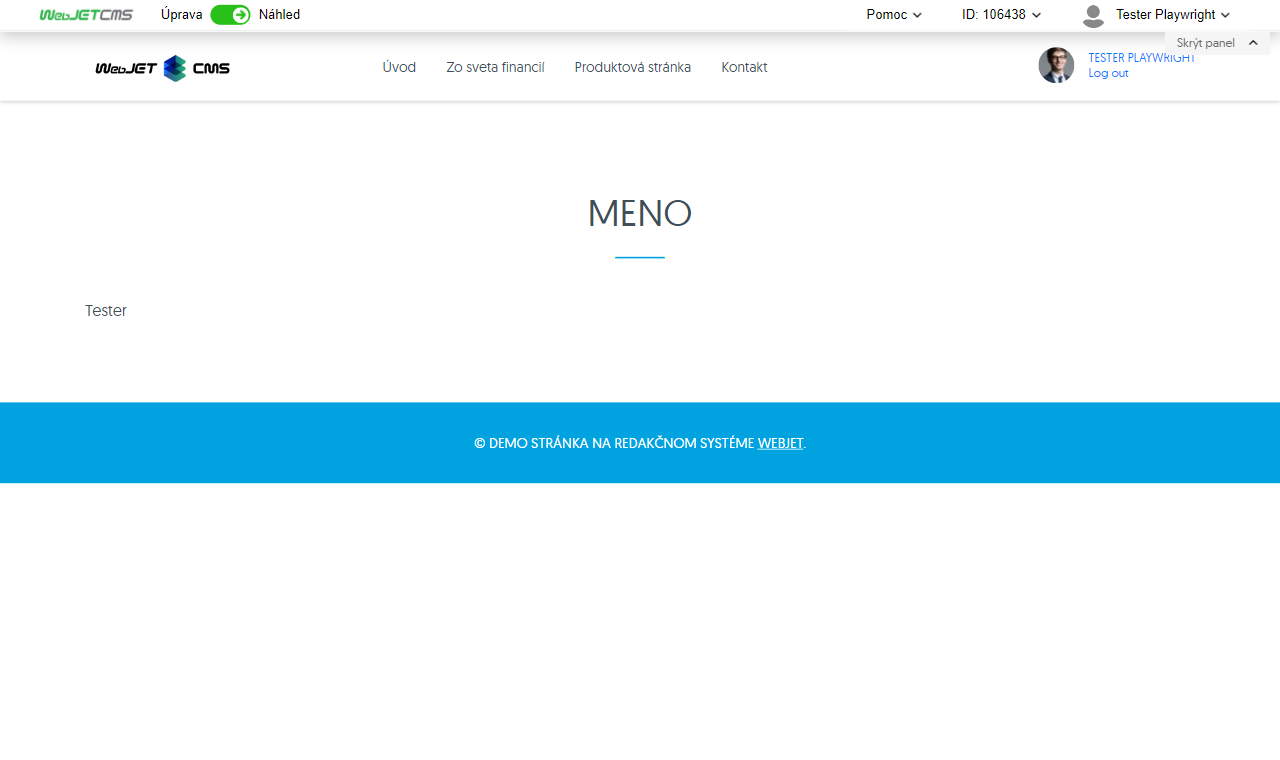 WebJETCMS Úprava Náhled Pomoc ID: 106438 Tester Playwright
Skrýt panel
WebJET CMS Úvod Zo sveta financií Produktová stránka Kontakt TESTER PLAYWRIGHT
Log out
MENO
Tester
© DEMO STRÁNKA NA REDAKČNOM SYSTÉME WEBJET.